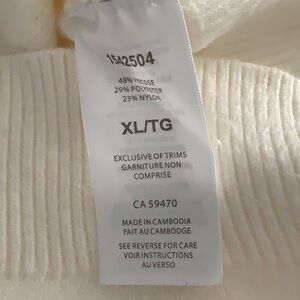 1542504
48% VISCOSE
29% POLYESTER
23% NYLON
XL/TG
EXCLUSIVE OF TRIMS
GARNITURE NON
COMPRISE
CA 59470
MADE IN CAMBODIA
FAIT AU CAMBODGE
SEE REVERSE FOR CARE
VOIR INSTRUCTIONS
AU VERSO